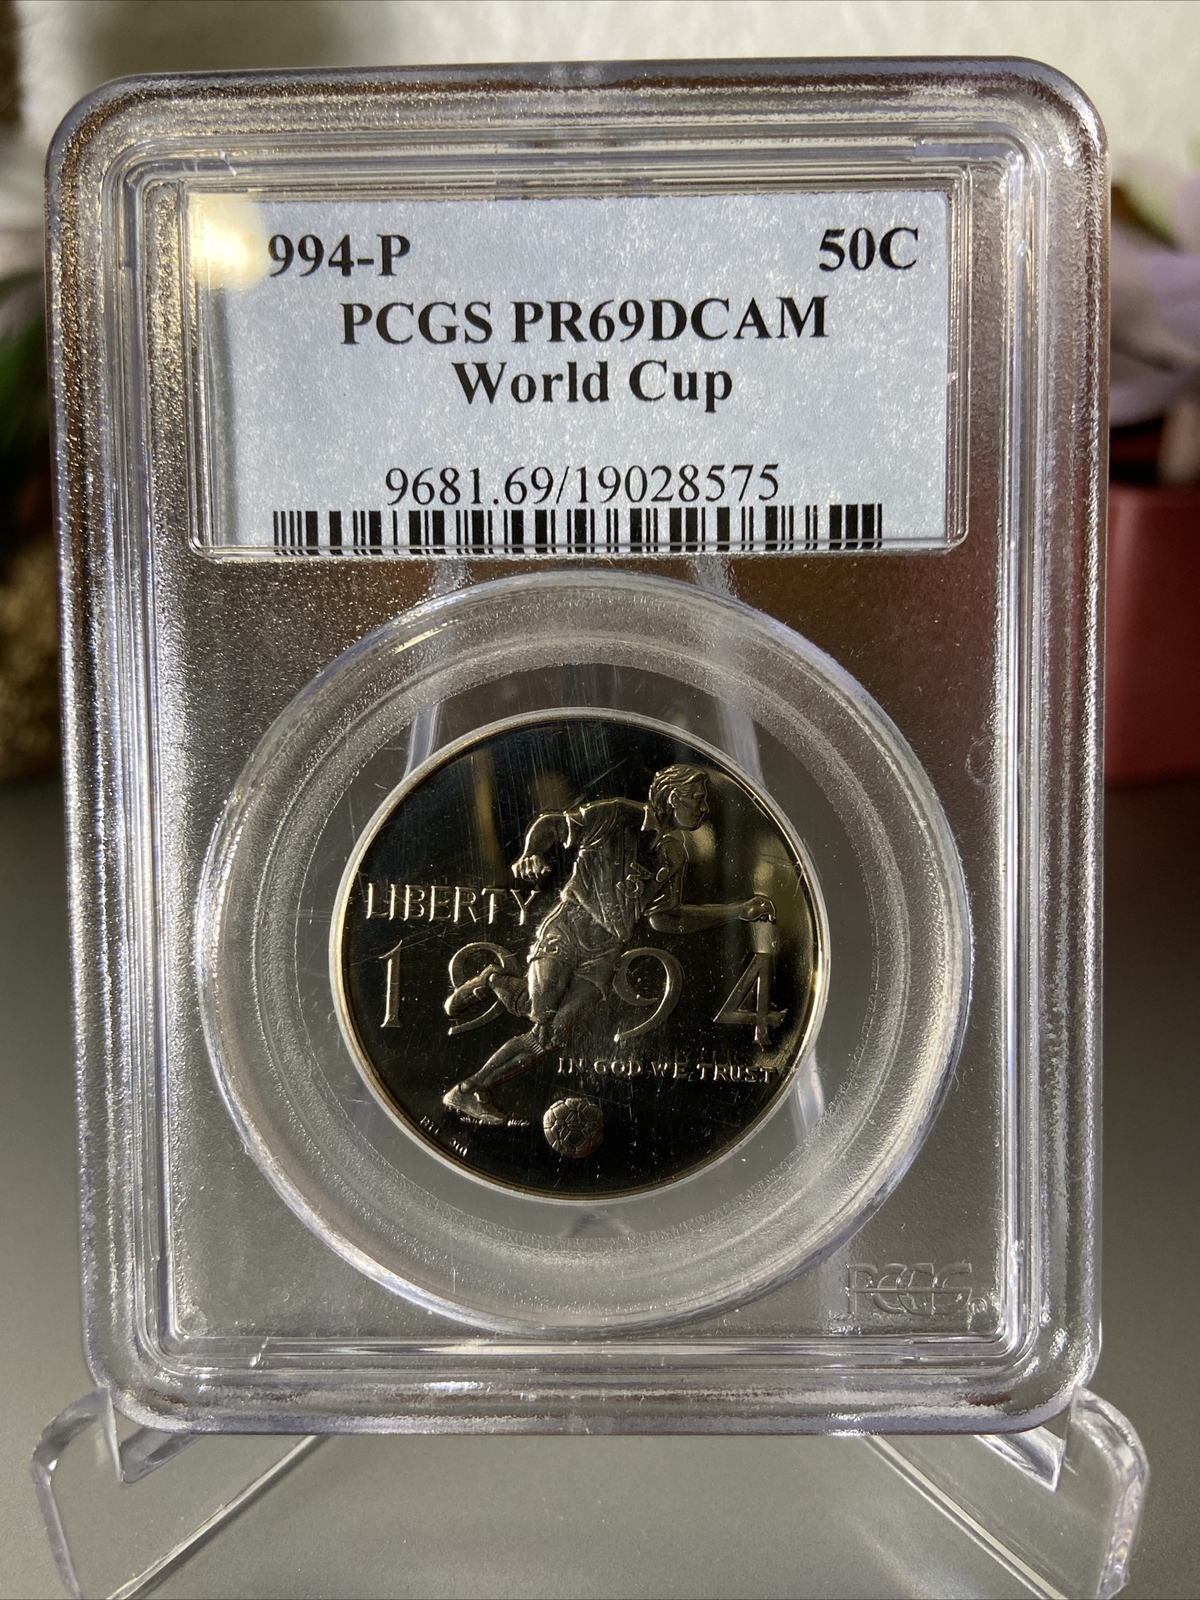 994-P 50C
PCGS PR69DCAM
World Cup
9681.69/19028575
LIBERTY
1994
IN GOD WE TRUST
PCGS